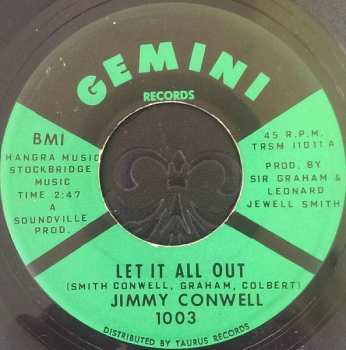 GEMINI
RECORDS
BMI
HANGRA MUSIC
STOCKBRIDGE
MUSIC
TIME 2:47
A
SOUNDVILLE
PROD.
45 R.P.M.
TRSM 11011A
PROD. BY
SIR GRAHAM &
LEONARD
JEWELL SMITH
LET IT ALL OUT
(SMITH CONWELL, GRAHAM, COLBERT)
JIMMY CONWELL
1003
DISTRIBUTED BY TAURUS RECORDS